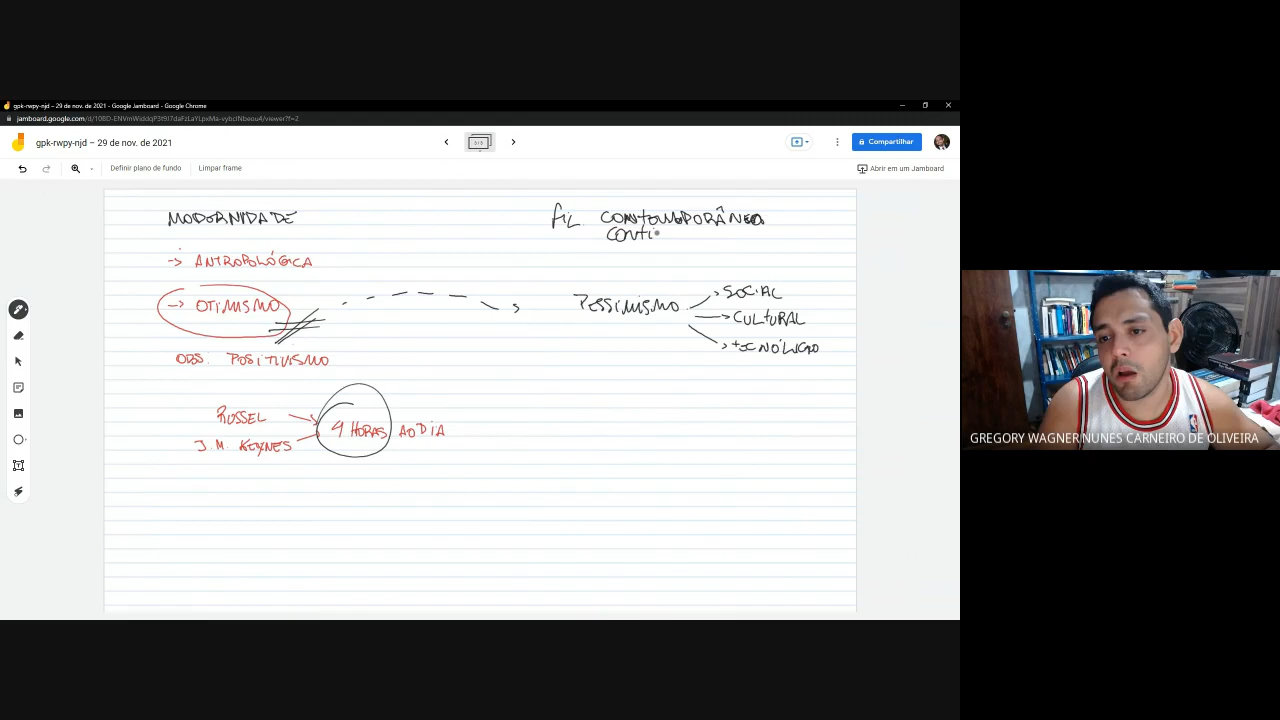 gpk-rwpy-njd – 29 de nov. de 2021 - Google Jamboard - Google Chrome
gpk-rwpy-njd – 29 de nov. de 2021
Compartilhar
Definir plano de fundo
Limpar frame
Abrir em um Jamboard
MODERNIDADE
FIL. CONTEMPORÂNEA
CONTI
-> ANTROPOLÓGICA
-> OTIMISMO
PESSIMISMO
-> SOCIAL
-> CULTURAL
OBS: POSITIVISMO
RUSSEL
J. M. KEYNES
4 HORAS AO DIA
GREGORY WAGNER NUNES CARNEIRO DE OLIVEIRA